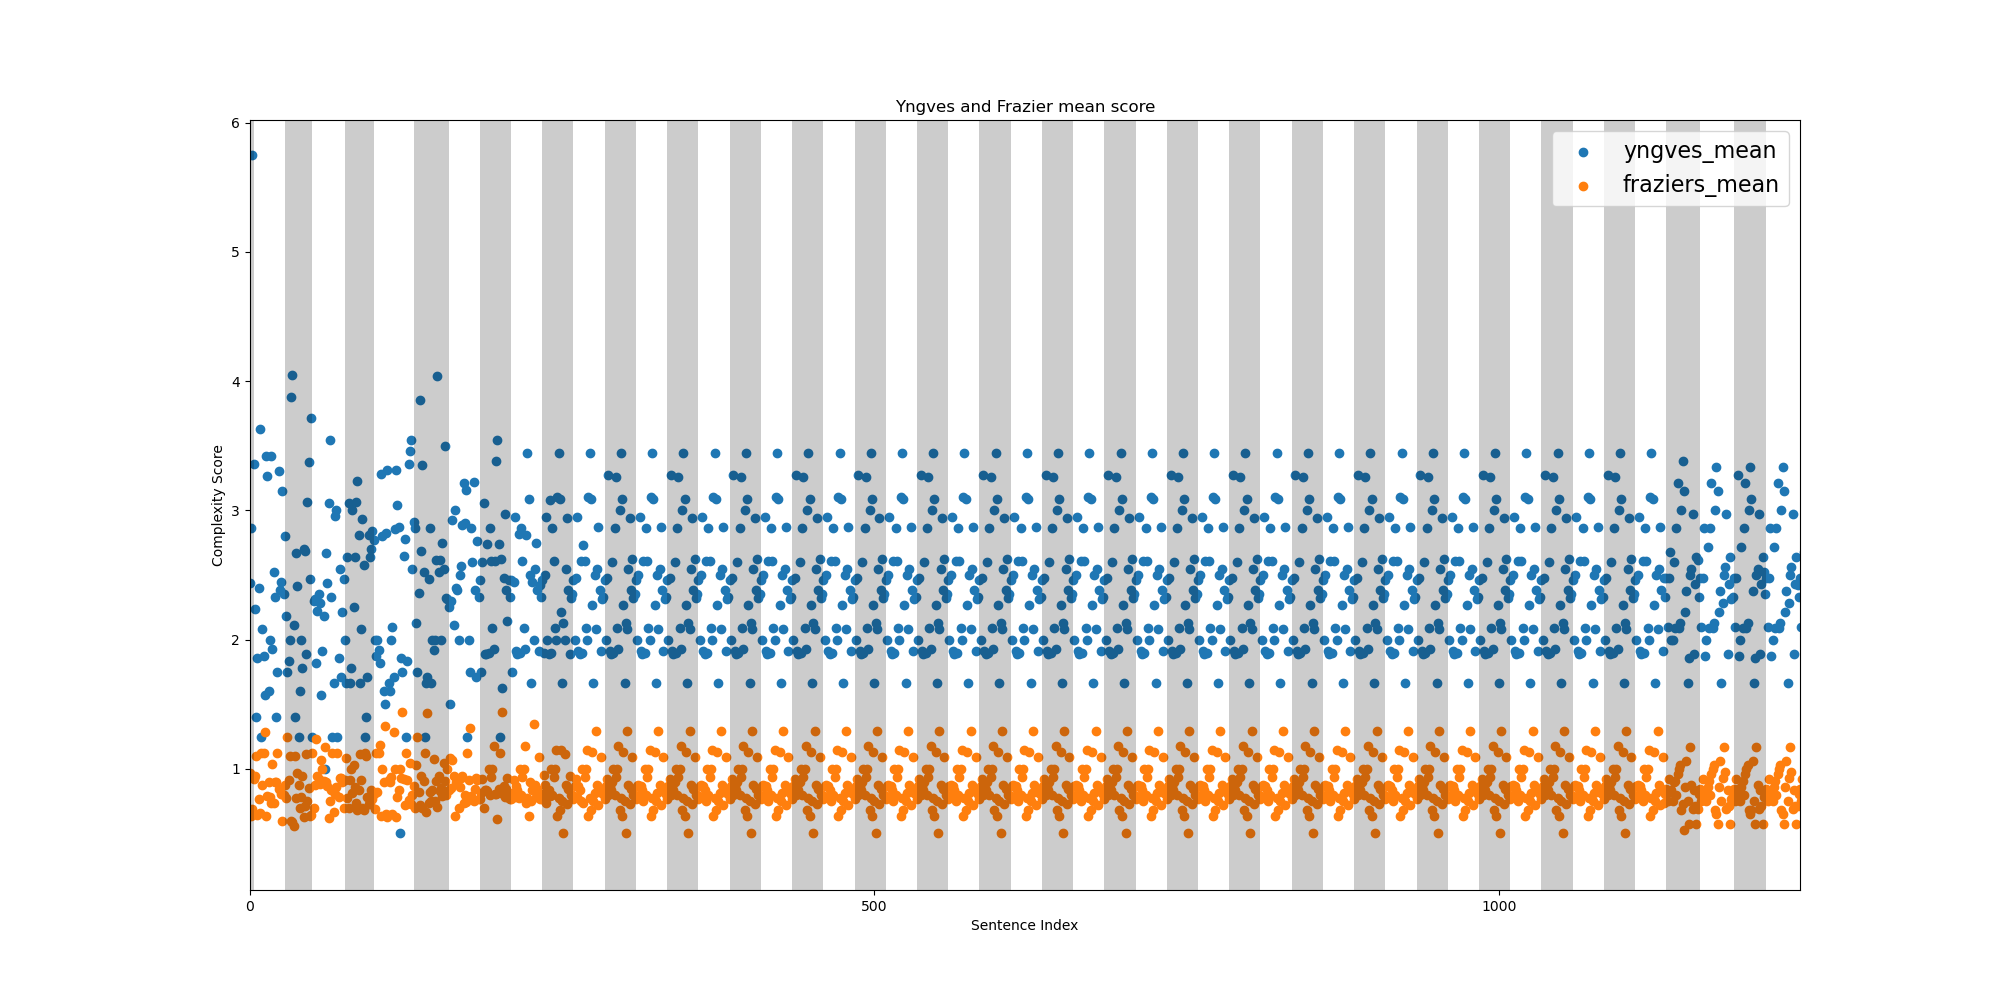 Yngves and Frazier mean score
6
5
4
3
2
1
Complexity Score
yngves_mean
fraziers_mean
0
500
1000
Sentence Index